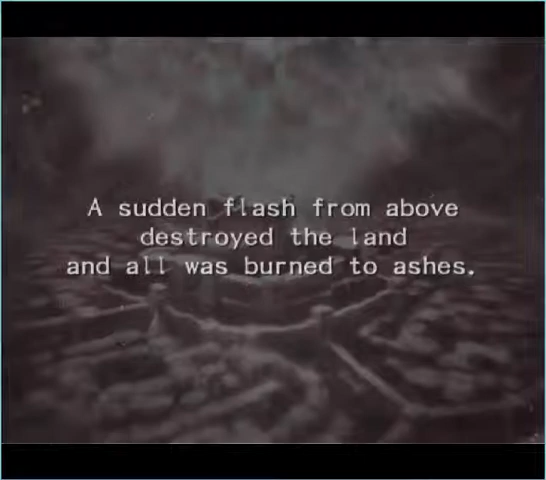 A sudden flash from above
destroyed the land
and all was burned to ashes.